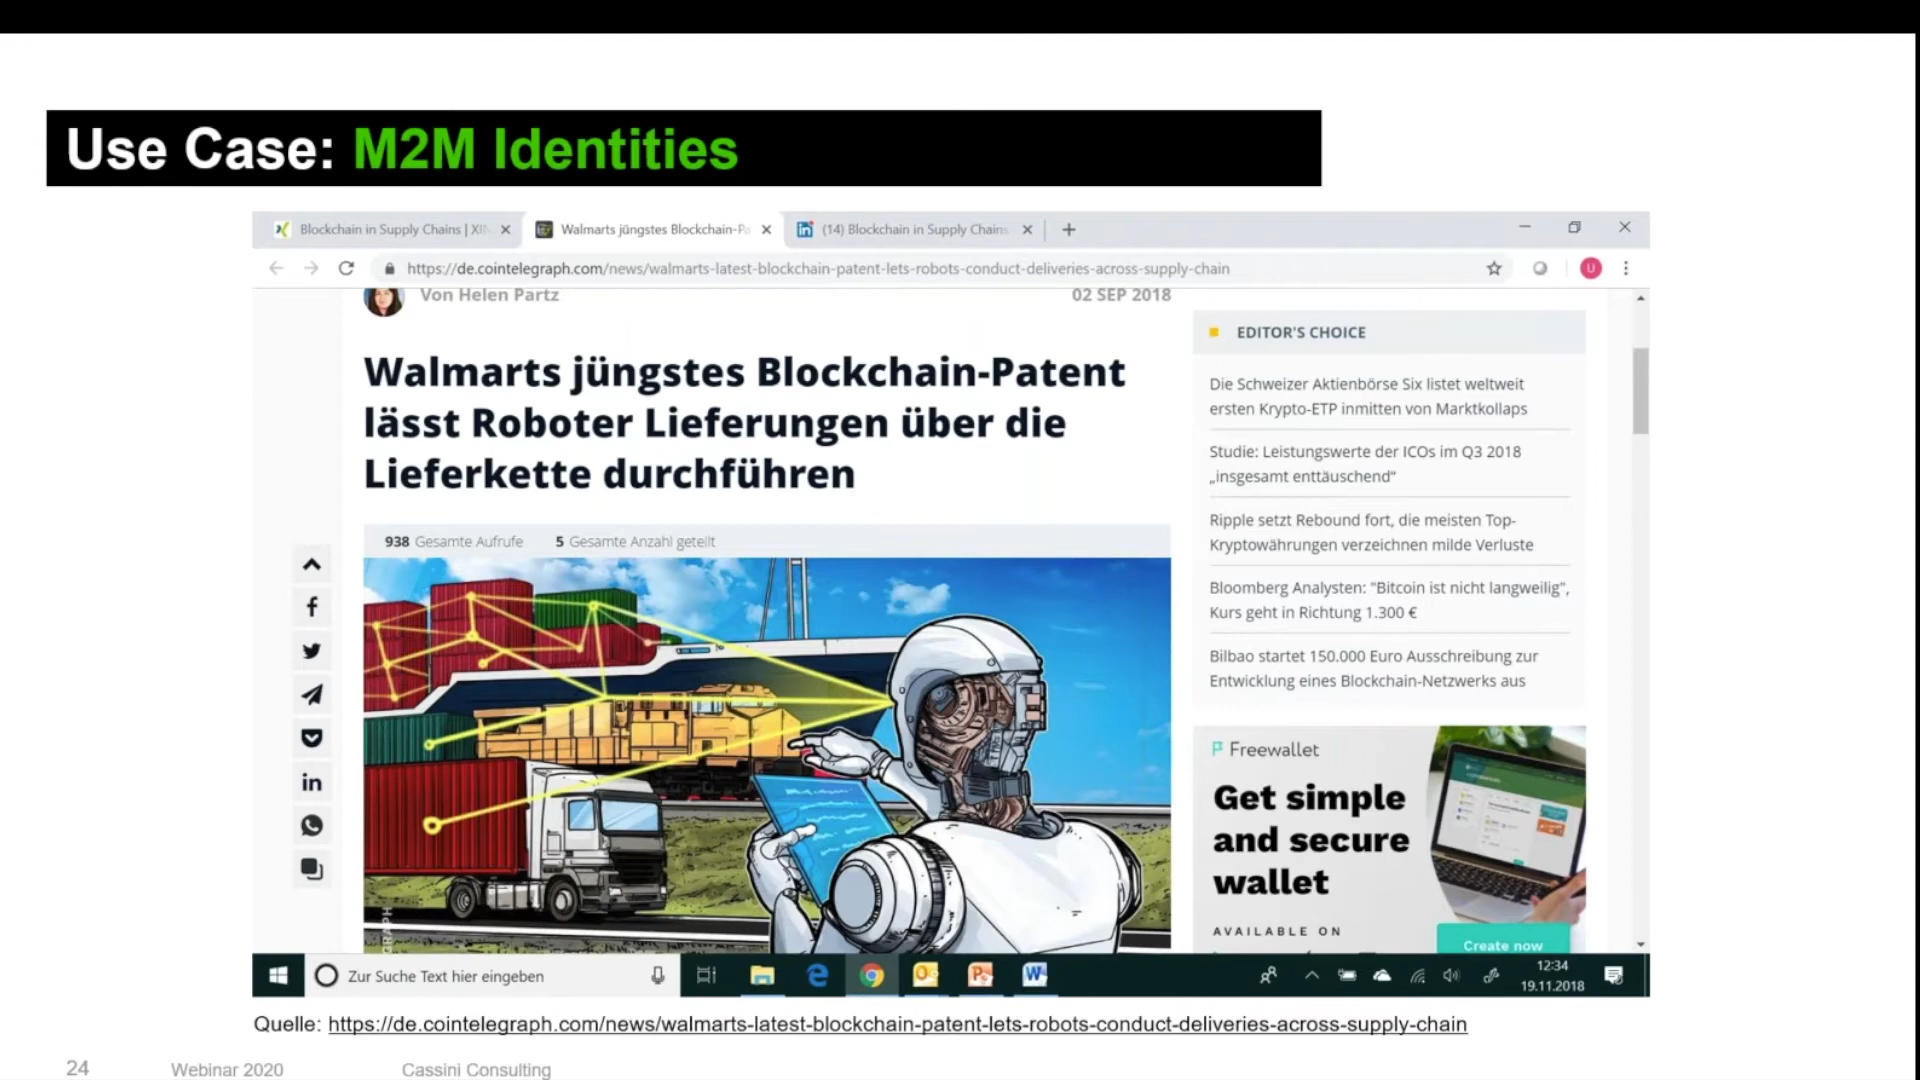 Use Case: M2M Identities
Blockchain in Supply Chains | XIN
Walmarts jüngstes Blockchain-Pa
(14) Blockchain in Supply Chains
https://de.cointelegraph.com/news/walmarts-latest-blockchain-patent-lets-robots-conduct-deliveries-across-supply-chain
U
Von Helen Partz
02 SEP 2018
Walmarts jüngstes Blockchain-Patent
lässt Roboter Lieferungen über die
Lieferkette durchführen
938 Gesamte Aufrufe 5 Gesamte Anzahl geteilt
EDITOR'S CHOICE
Die Schweizer Aktienbörse Six listet weltweit
ersten Krypto-ETP inmitten von Marktkollaps
Studie: Leistungswerte der ICOs im Q3 2018
„insgesamt enttäuschend“
Ripple setzt Rebound fort, die meisten Top-
Kryptowährungen verzeichnen milde Verluste
Bloomberg Analysten: "Bitcoin ist nicht langweilig",
Kurs geht in Richtung 1.300 €
Bilbao startet 150.000 Euro Ausschreibung zur
Entwicklung eines Blockchain-Netzwerks aus
Freewallet
Get simple
and secure
wallet
AVAILABLE ON
Create now
Zur Suche Text hier eingeben
12:34
19.11.2018
Quelle: https://de.cointelegraph.com/news/walmarts-latest-blockchain-patent-lets-robots-conduct-deliveries-across-supply-chain
24 Webinar 2020 Cassini Consulting